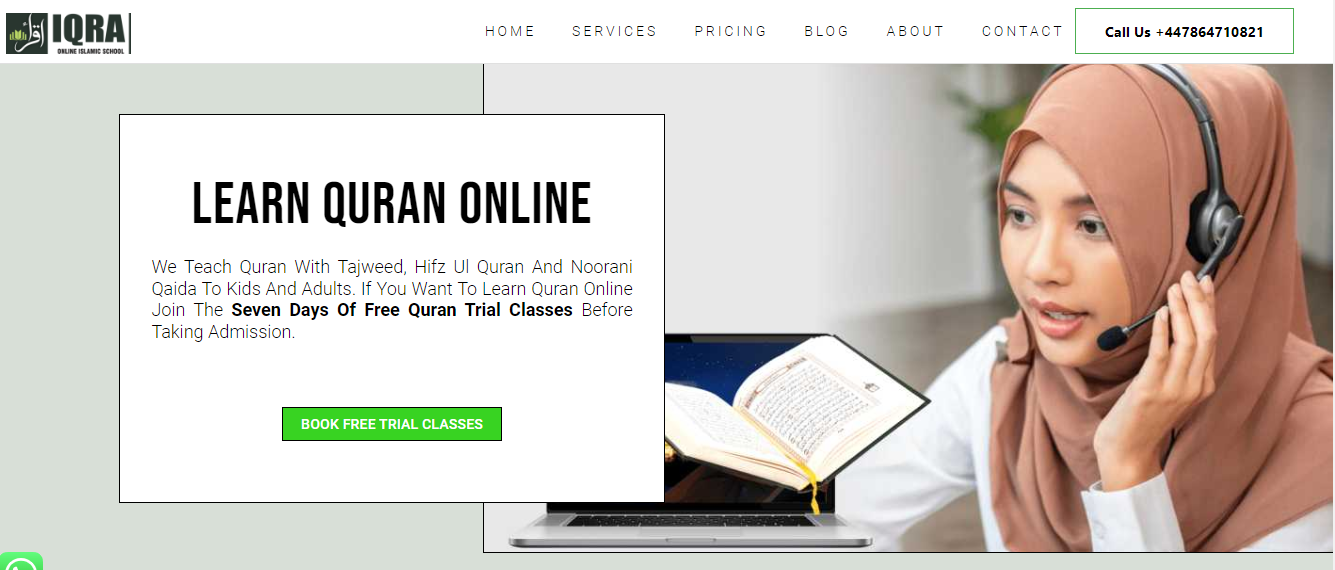 اقرأ
IQRA
ONLINE ISLAMIC SCHOOL
HOME SERVICES PRICING BLOG ABOUT CONTACT
Call Us +447864710821
LEARN QURAN ONLINE
We Teach Quran With Tajweed, Hifz Ul Quran And Noorani
Qaida To Kids And Adults. If You Want To Learn Quran Online
Join The Seven Days Of Free Quran Trial Classes Before
Taking Admission.
BOOK FREE TRIAL CLASSES